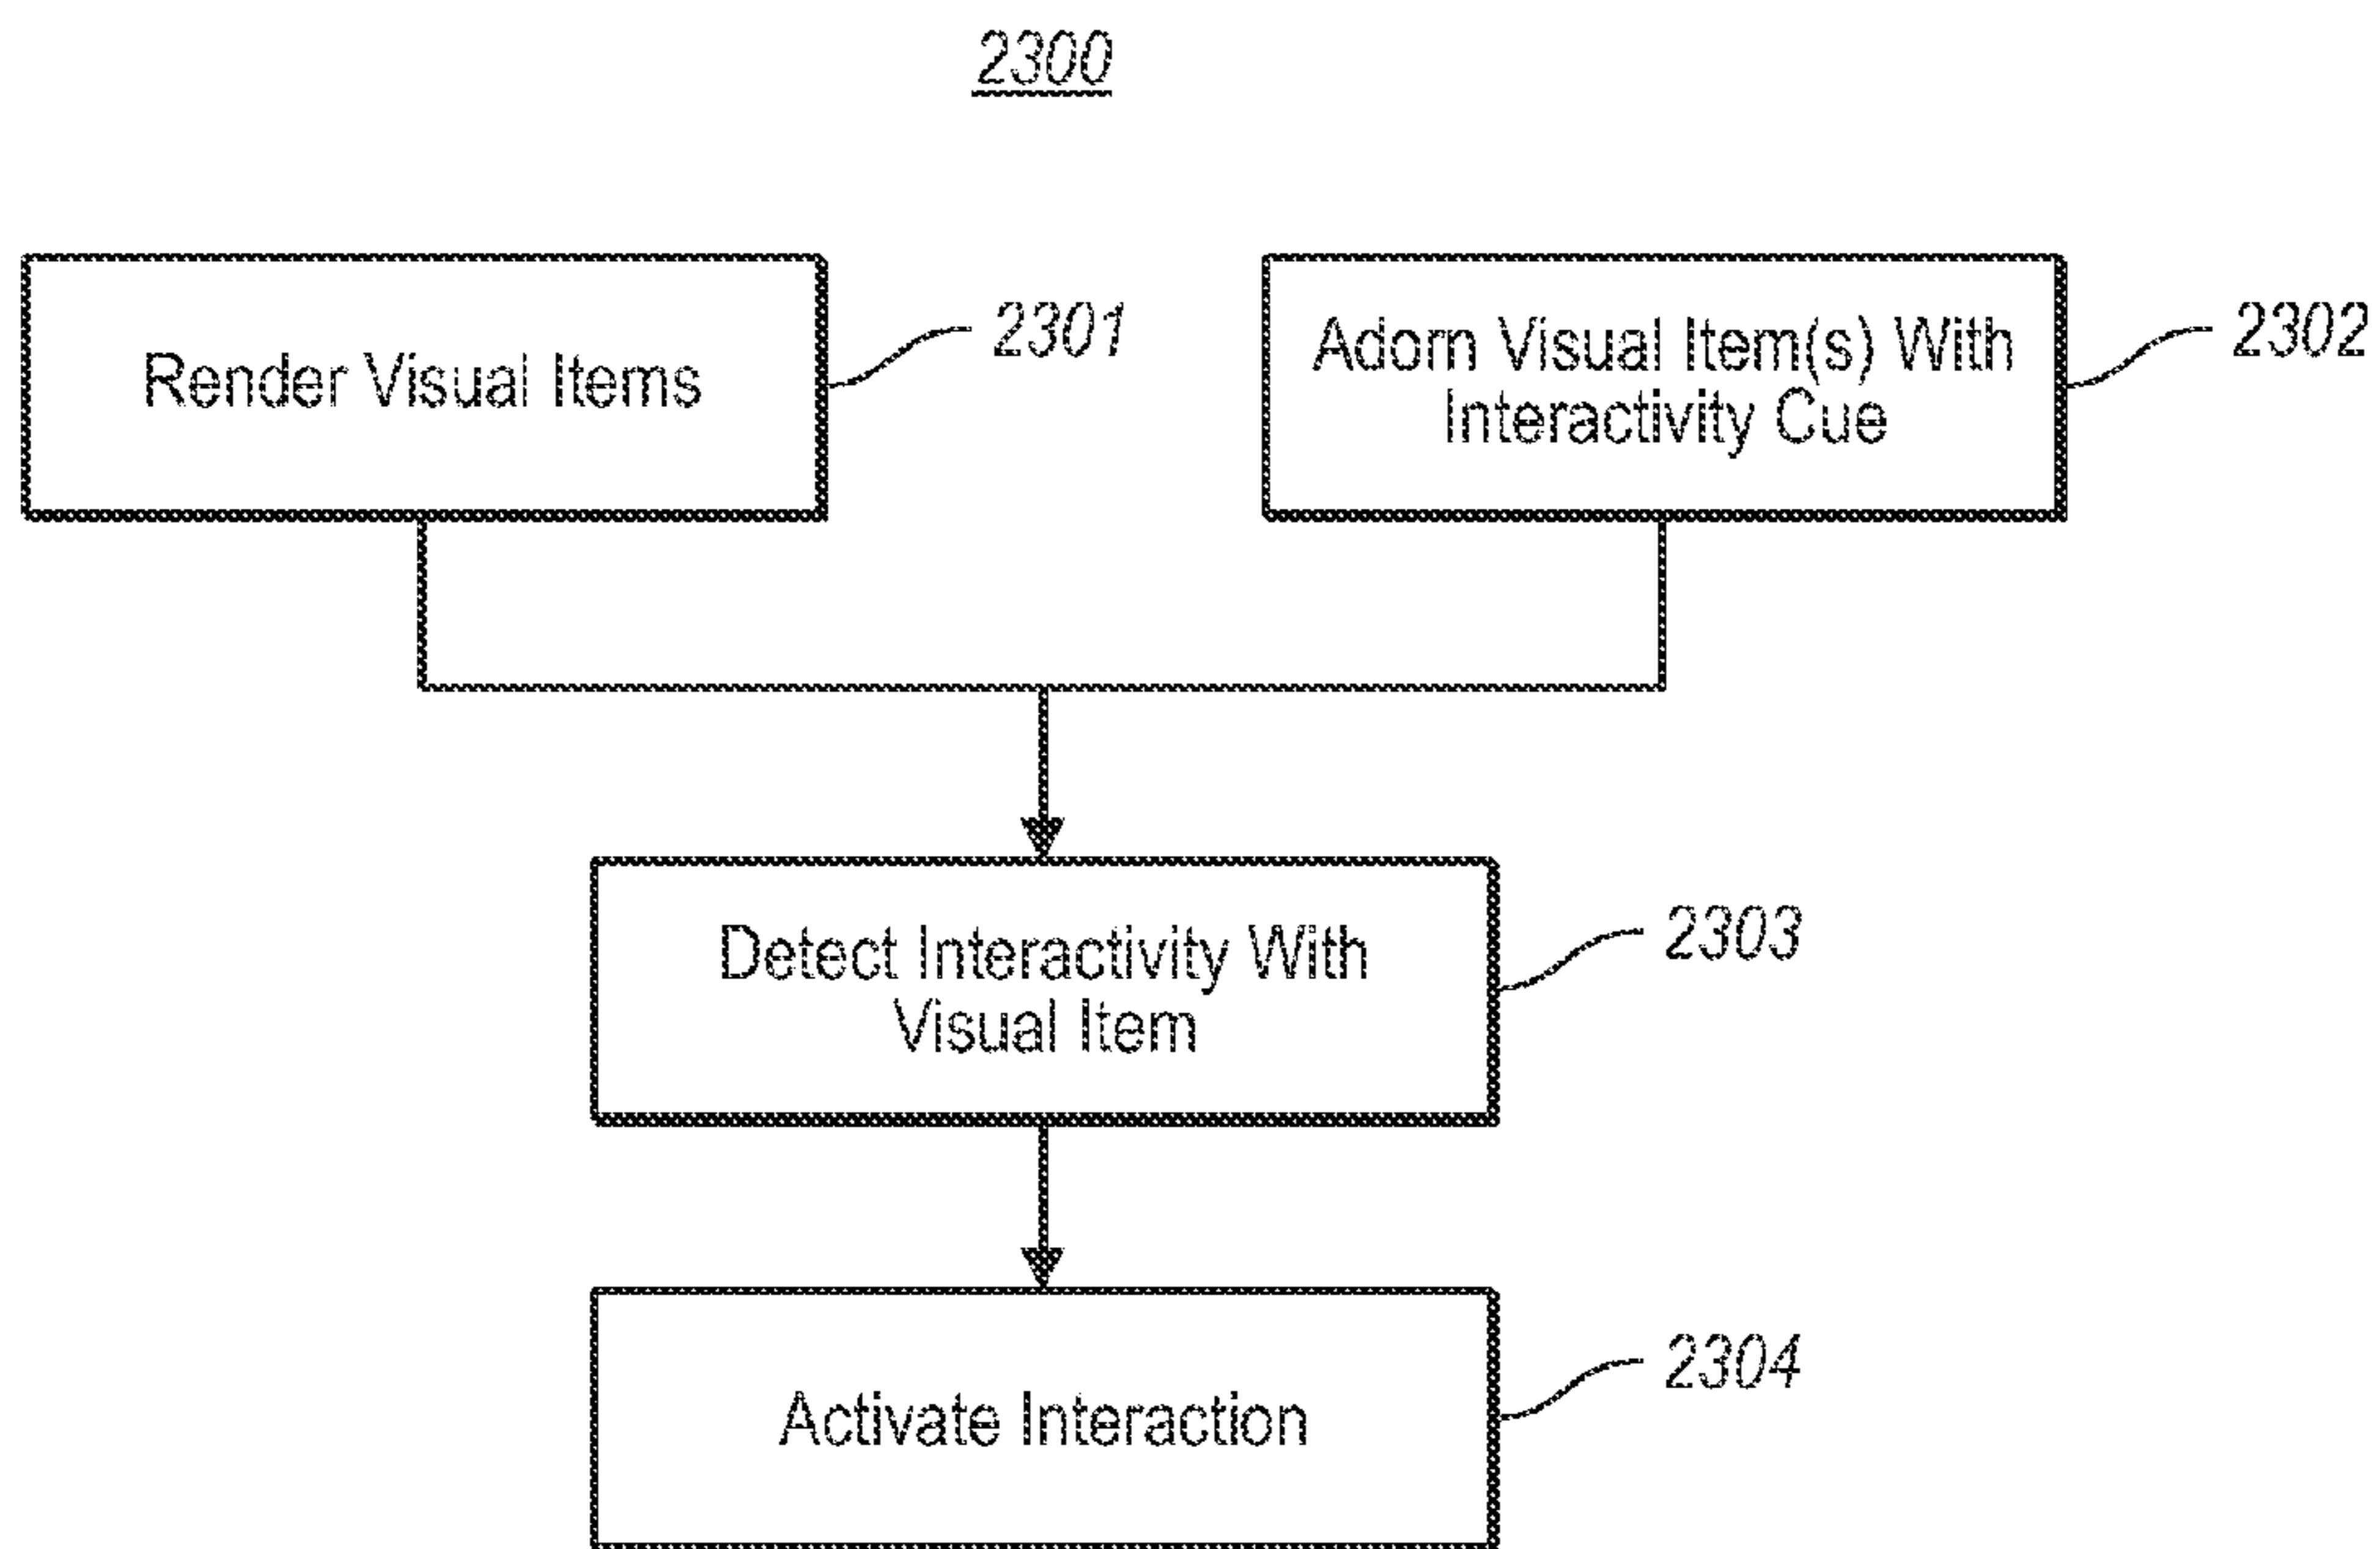 2300
Render Visual Items
2301
Adorn Visual Item(s) With
Interactivity Cue
2302
Detect Interactivity With
Visual Item
2303
Activate Interaction
2304